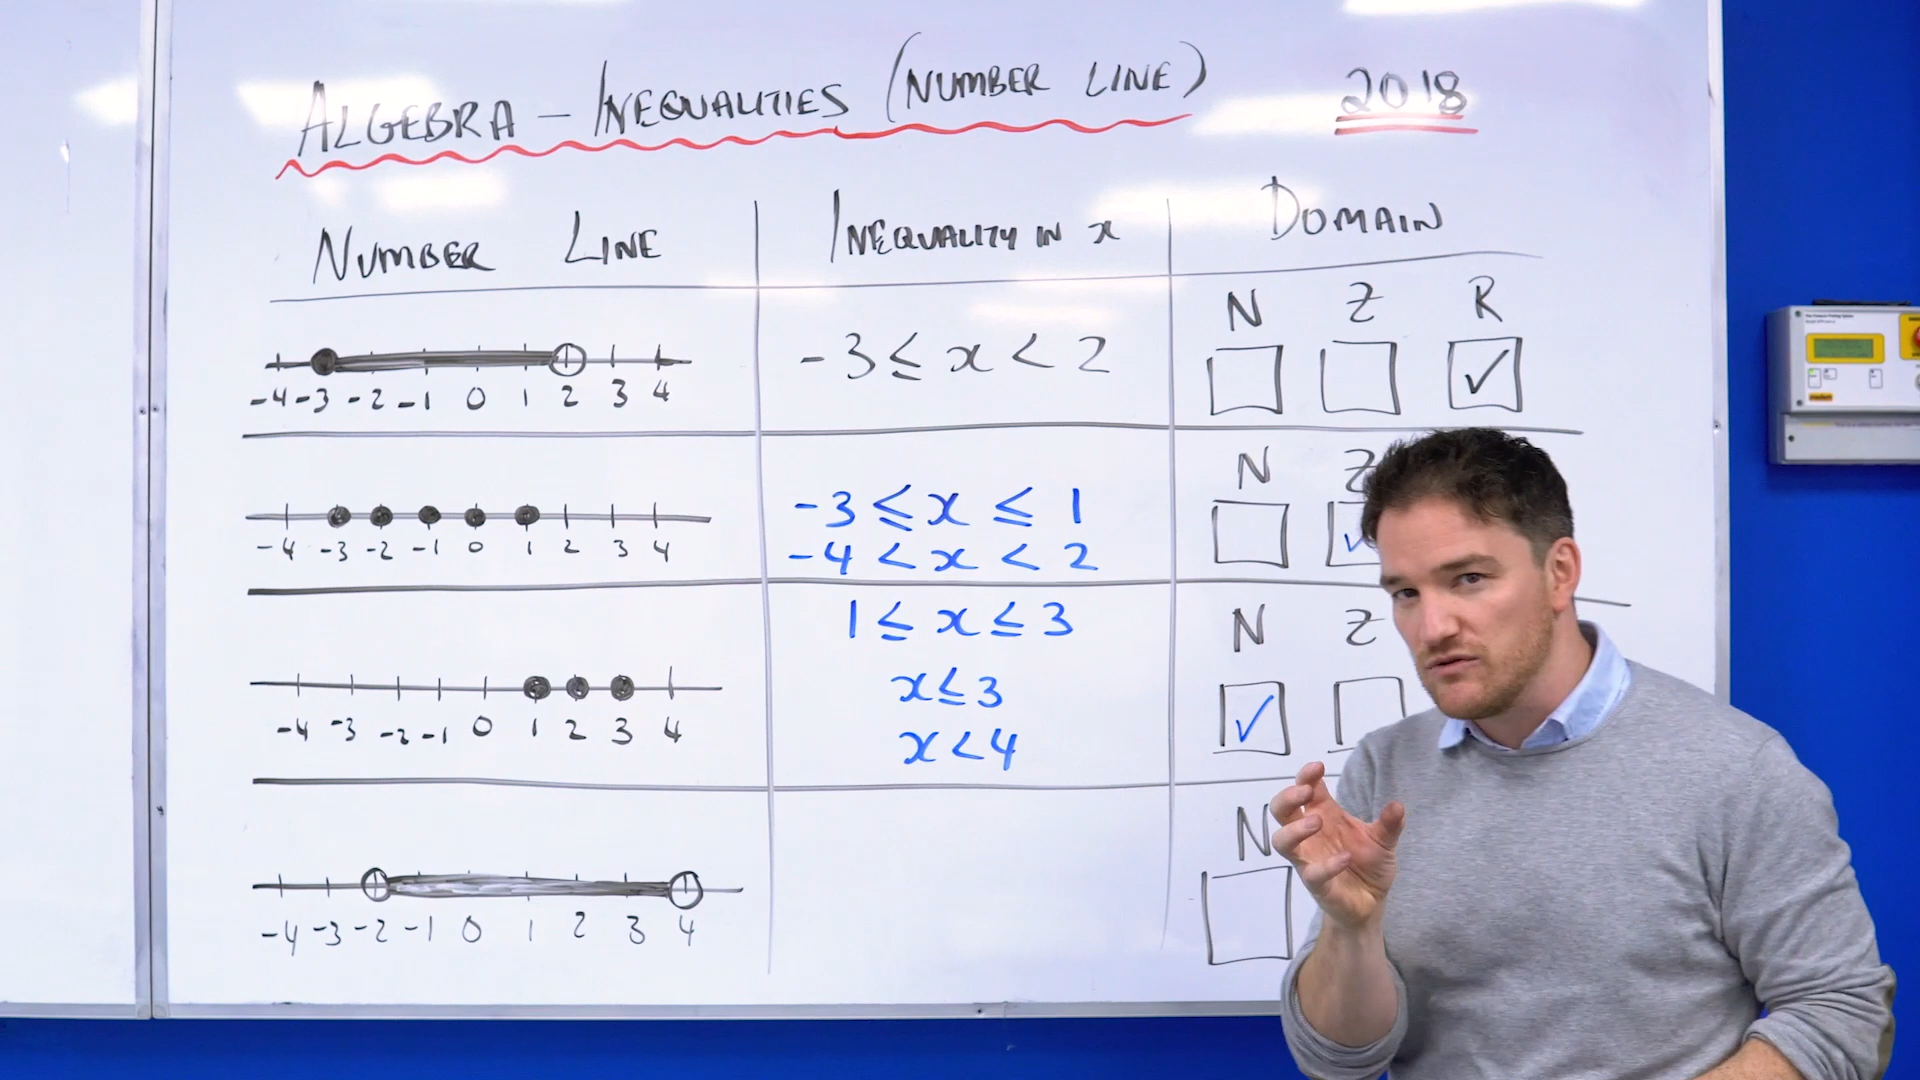 ALGEBRA – INEQUALITIES (NUMBER LINE) 2018
NUMBER LINE INEQUALITY IN x DOMAIN
N Z R
-4 -3 -2 -1 0 1 2 3 4
-3 ≤ x < 2
✓
N Z
-4 -3 -2 -1 0 1 2 3 4
-3 ≤ x ≤ 1
-4 < x < 2
✓
N Z
-4 -3 -2 -1 0 1 2 3 4
1 ≤ x ≤ 3
x ≤ 3
x < 4
✓
N
-4 -3 -2 -1 0 1 2 3 4